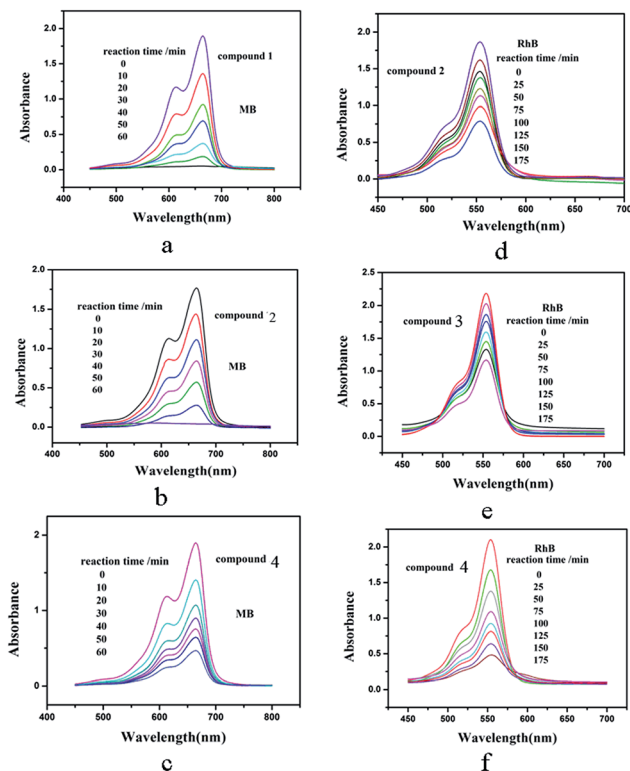 2.0
1.5
1.0
0.5
0.0
Absorbance
reaction time /min
0
10
20
30
40
50
60
compound 1
MB
400
500
600
700
800
Wavelength(nm)
a
2.0
1.5
1.0
0.5
0.0
Absorbance
compound 2
RhB
reaction time /min
0
25
50
75
100
125
150
175
450
500
550
600
650
700
Wavelength(nm)
d
2.0
1.5
1.0
0.5
0.0
Absorbance
reaction time /min
0
10
20
30
40
50
60
compound 2
MB
400
500
600
700
800
Wavelength(nm)
b
2.5
2.0
1.5
1.0
0.5
0.0
Absorbance
compound 3
RhB
reaction time /min
0
25
50
75
100
125
150
175
450
500
550
600
650
700
Wavelength(nm)
e
2
1
0
Absorbance
reaction time /min
0
10
20
30
40
50
60
compound 4
MB
400
500
600
700
800
Wavelength(nm)
c
2.0
1.5
1.0
0.5
0.0
Absorbance
compound 4
RhB
reaction time /min
0
25
50
75
100
125
150
175
450
500
550
600
650
700
Wavelength(nm)
f